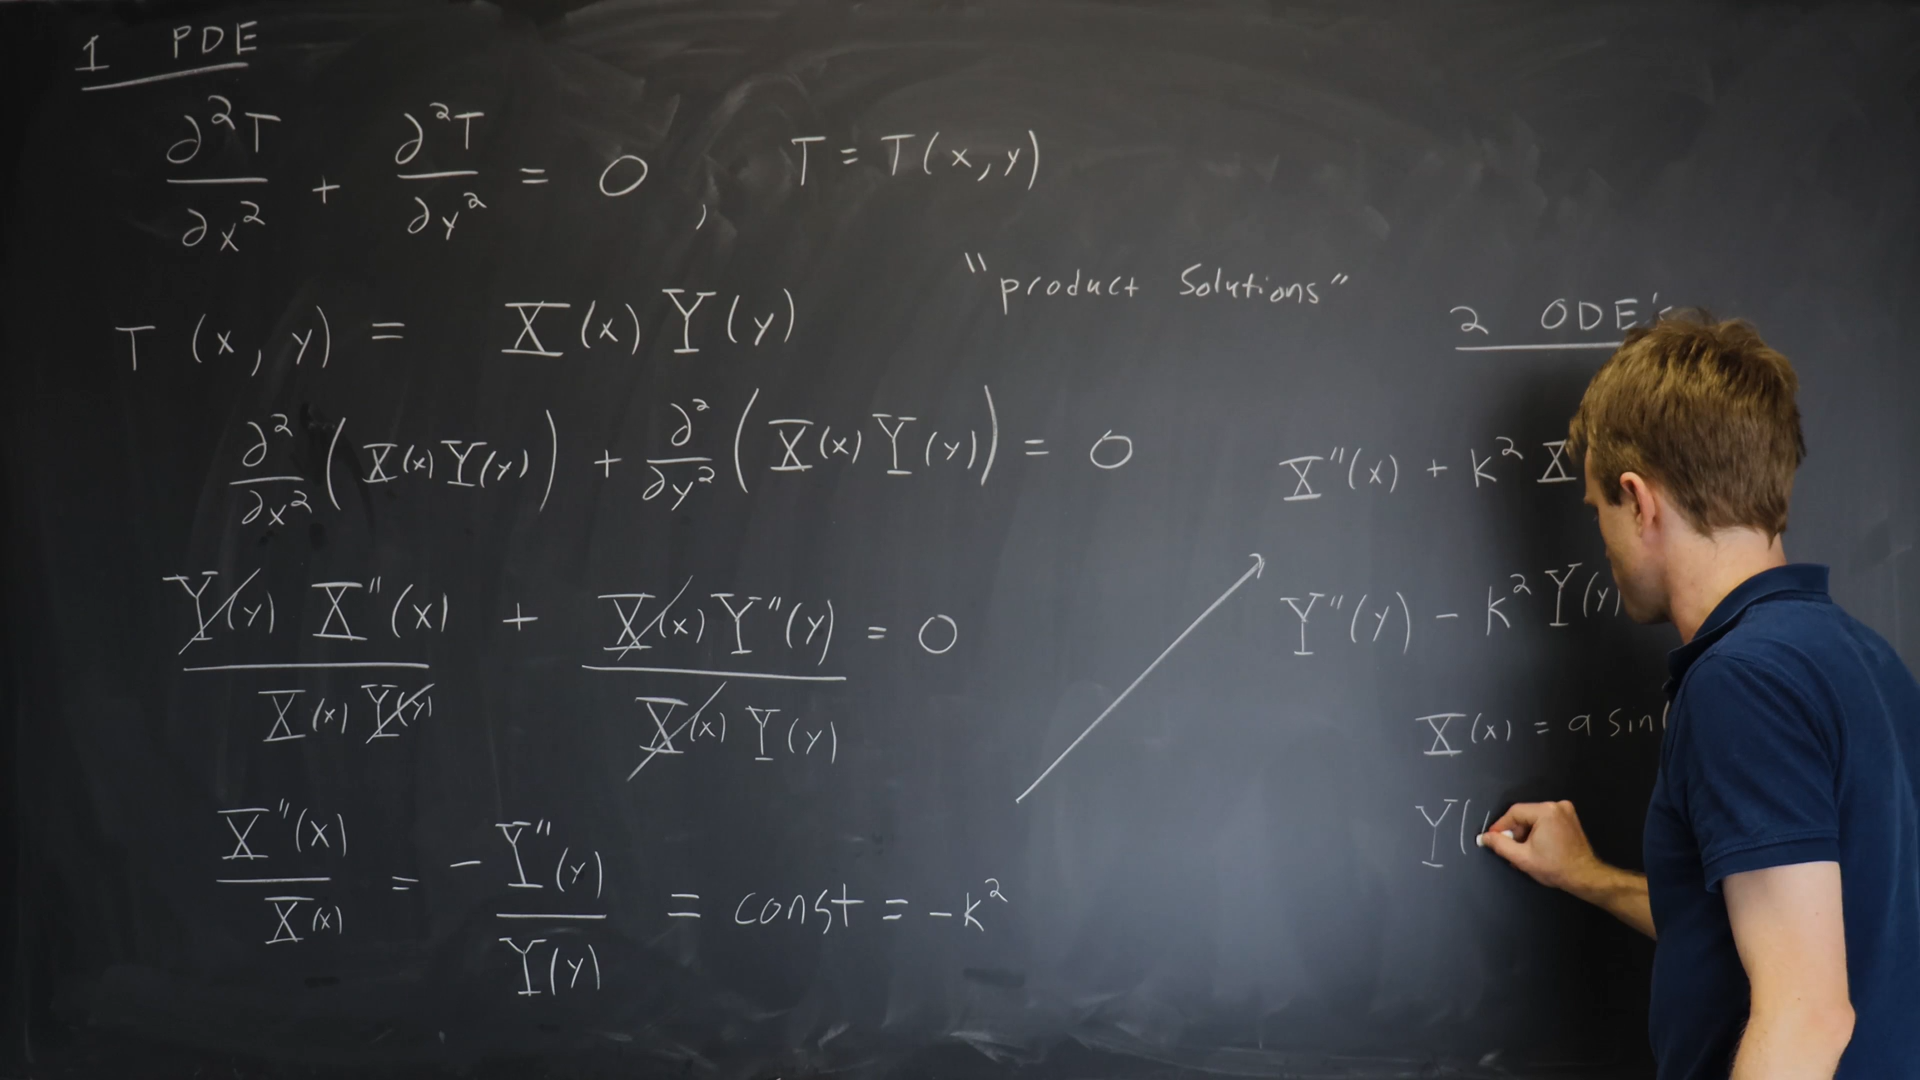 1 PDE
∂²T/∂x² + ∂²T/∂y² = 0, T = T(x,y)
"product Solutions"
T(x,y) = X(x) Y(y)
∂²/∂x² (X(x)Y(y)) + ∂²/∂y² (X(x)Y(y)) = 0
Y(y) X''(x)/X(x)Y(y) + X(x)Y''(y)/X(x)Y(y) = 0
X''(x)/X(x) = -Y''(y)/Y(y) = const = -k²
2 ODE's
X''(x) + k² X
Y''(y) - k² Y(y)
X(x) = a sin(
Y(